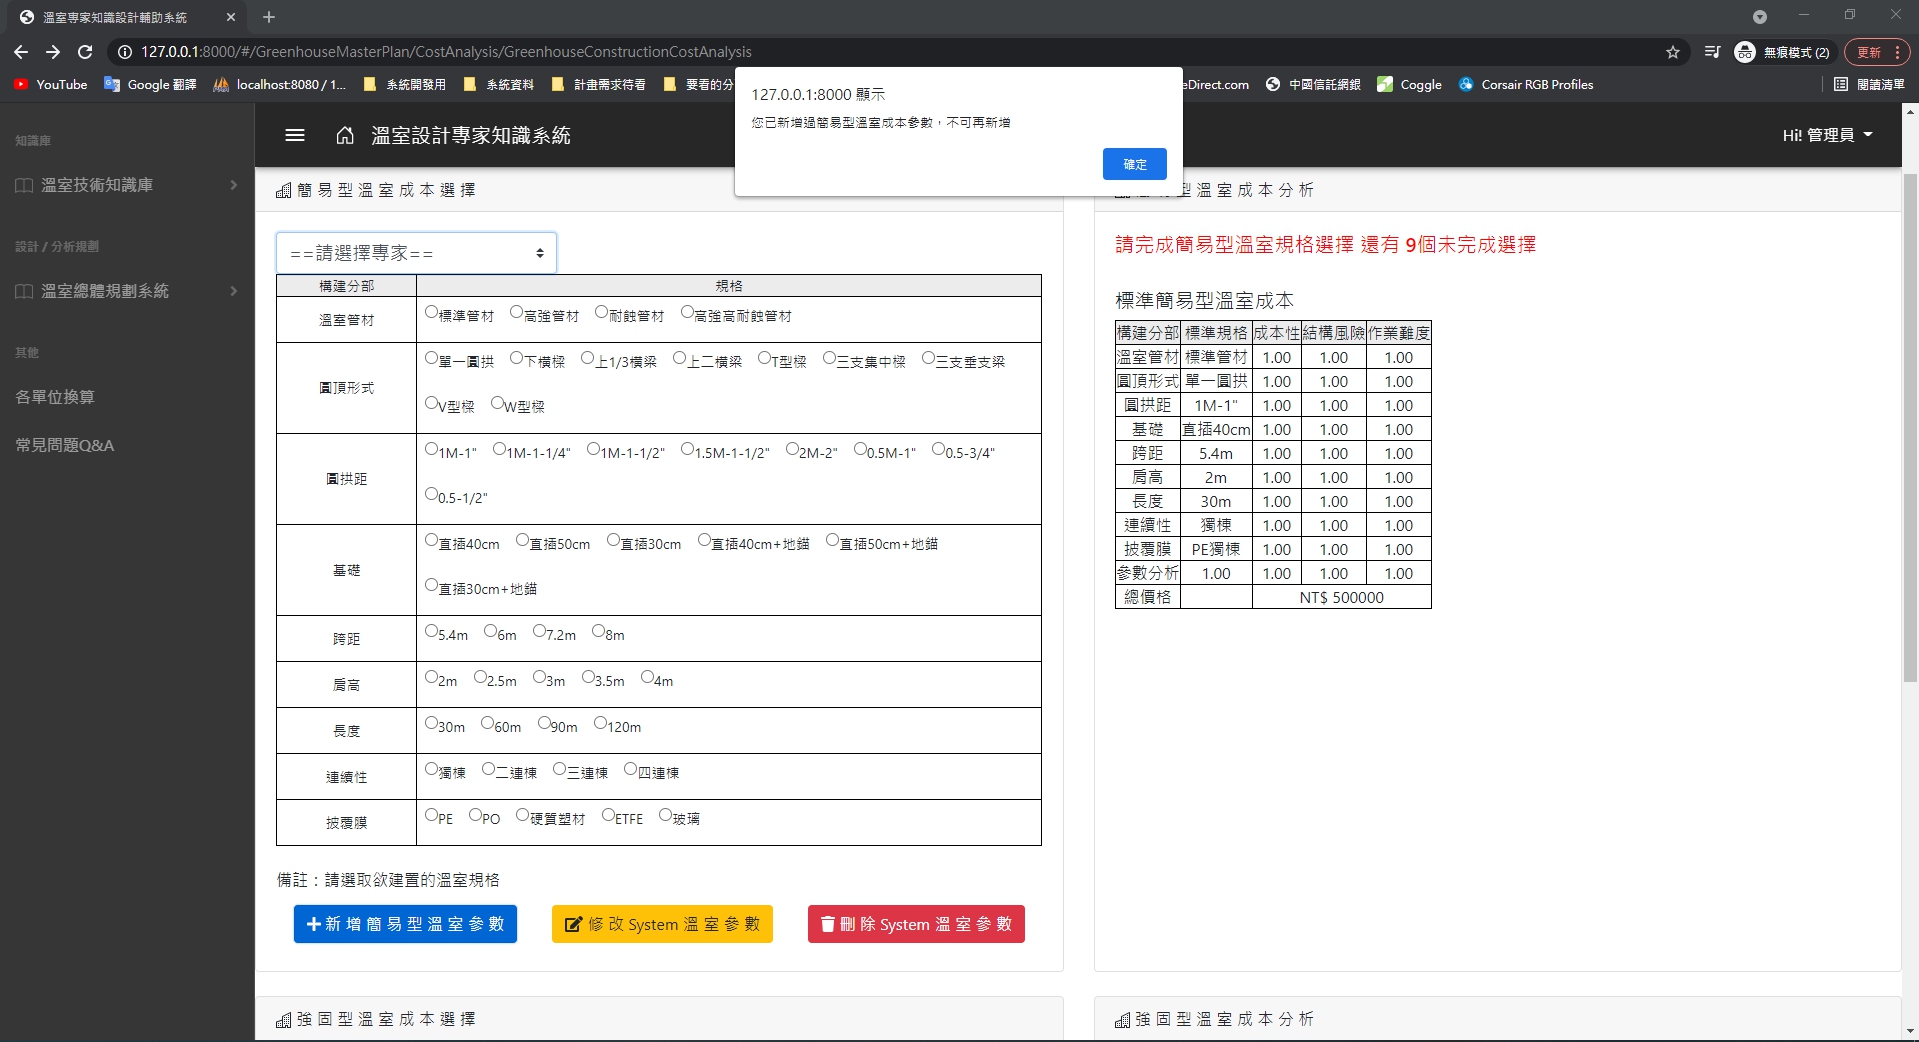 溫室專家知識設計輔助系統
127.0.0.1:8000/#/GreenhouseMasterPlan/CostAnalysis/GreenhouseConstructionCostAnalysis
無痕模式 (2)
更新
YouTube
Google 翻譯
localhost:8080 / 1...
系統開發用
系統資料
計畫需求待看
要看的分
eDirect.com
中國信託網銀
Coggle
Corsair RGB Profiles
閱讀清單
127.0.0.1:8000 顯示
您已新增過簡易型溫室成本參數，不可再新增
確定
知識庫
溫室技術知識庫
設計 / 分析規劃
溫室總體規劃系統
其他
各單位換算
常見問題Q&A
溫室設計專家知識系統
Hi! 管理員
簡易型溫室成本選擇
==請選擇專家==
構建分部 規格
溫室管材 標準管材 高強管材 耐蝕管材 高強高耐蝕管材
圓頂形式 單一圓拱 下橫樑 上1/3橫梁 上二橫梁 T型樑 三支集中樑 三支垂支梁
V型樑 W型樑
圓拱距 1M-1" 1M-1-1/4" 1M-1-1/2" 1.5M-1-1/2" 2M-2" 0.5M-1" 0.5-3/4"
0.5-1/2"
基礎 直插40cm 直插50cm 直插30cm 直插40cm+地錨 直插50cm+地錨
直插30cm+地錨
跨距 5.4m 6m 7.2m 8m
肩高 2m 2.5m 3m 3.5m 4m
長度 30m 60m 90m 120m
連續性 獨棟 二連棟 三連棟 四連棟
披覆膜 PE PO 硬質塑材 ETFE 玻璃
備註：請選取欲建置的溫室規格
新增簡易型溫室參數
修改System溫室參數
刪除System溫室參數
型溫室成本分析
請完成簡易型溫室規格選擇 還有 9個未完成選擇
標準簡易型溫室成本
構建分部 標準規格 成本性 結構風險 作業難度
溫室管材 標準管材 1.00 1.00 1.00
圓頂形式 單一圓拱 1.00 1.00 1.00
圓拱距 1M-1" 1.00 1.00 1.00
基礎 直插40cm 1.00 1.00 1.00
跨距 5.4m 1.00 1.00 1.00
肩高 2m 1.00 1.00 1.00
長度 30m 1.00 1.00 1.00
連續性 獨棟 1.00 1.00 1.00
披覆膜 PE獨棟 1.00 1.00 1.00
參數分析 1.00 1.00 1.00 1.00
總價格 NT$ 500000
強固型溫室成本選擇
強固型溫室成本分析